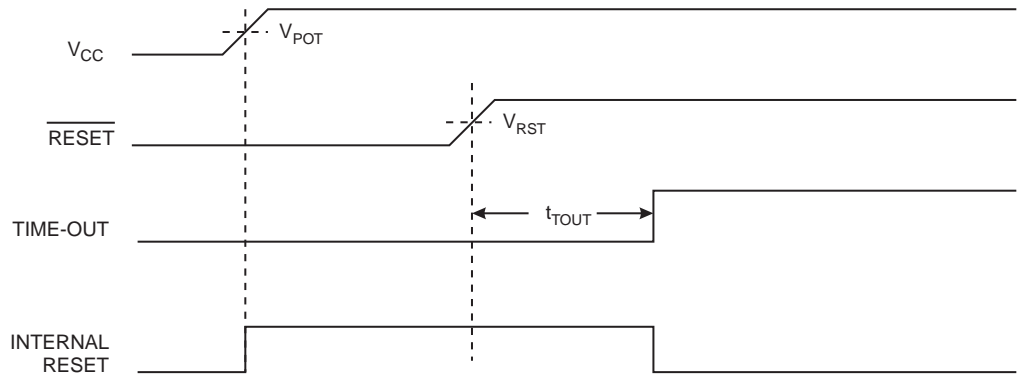 V_CC
V_POT
RESET
V_RST
TIME-OUT
t_TOUT
INTERNAL
RESET